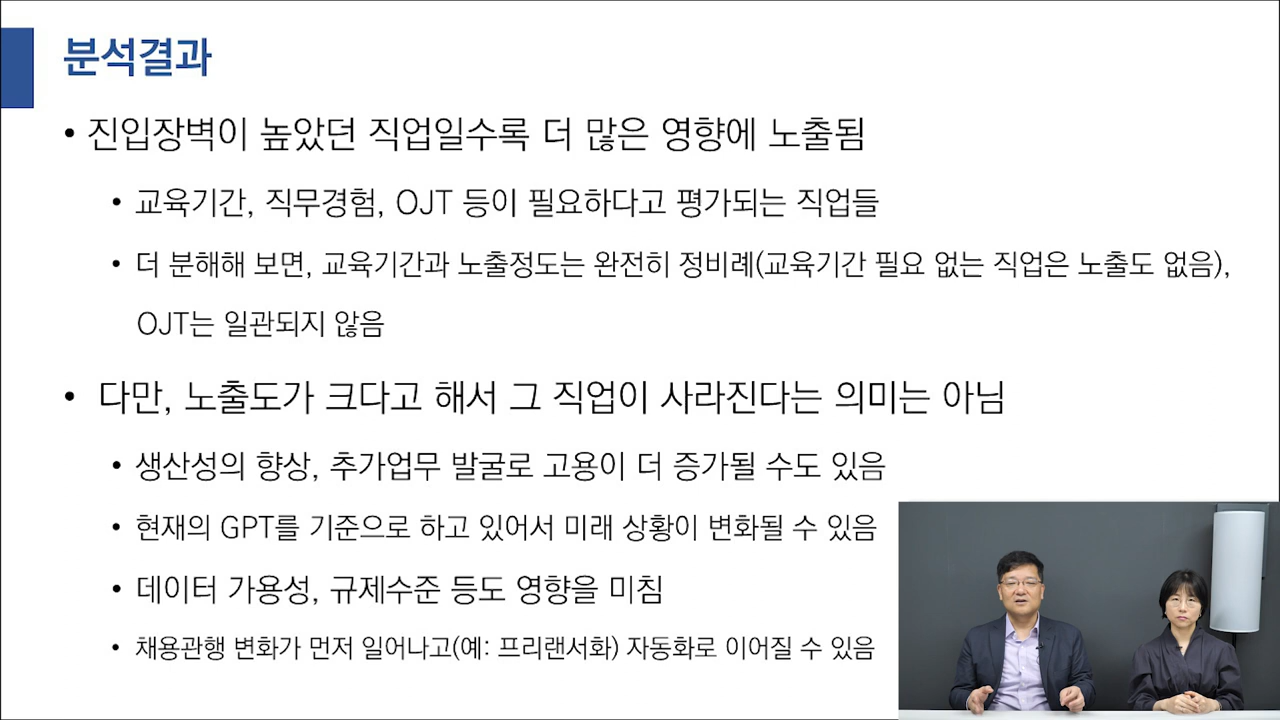 분석결과
• 진입장벽이 높았던 직업일수록 더 많은 영향에 노출됨
• 교육기간, 직무경험, OJT 등이 필요하다고 평가되는 직업들
• 더 분해해 보면, 교육기간과 노출정도는 완전히 정비례(교육기간 필요 없는 직업은 노출도 없음),
OJT는 일관되지 않음
• 다만, 노출도가 크다고 해서 그 직업이 사라진다는 의미는 아님
• 생산성의 향상, 추가업무 발굴로 고용이 더 증가될 수도 있음
• 현재의 GPT를 기준으로 하고 있어서 미래 상황이 변화될 수 있음
• 데이터 가용성, 규제수준 등도 영향을 미침
• 채용관행 변화가 먼저 일어나고(예: 프리랜서화) 자동화로 이어질 수 있음